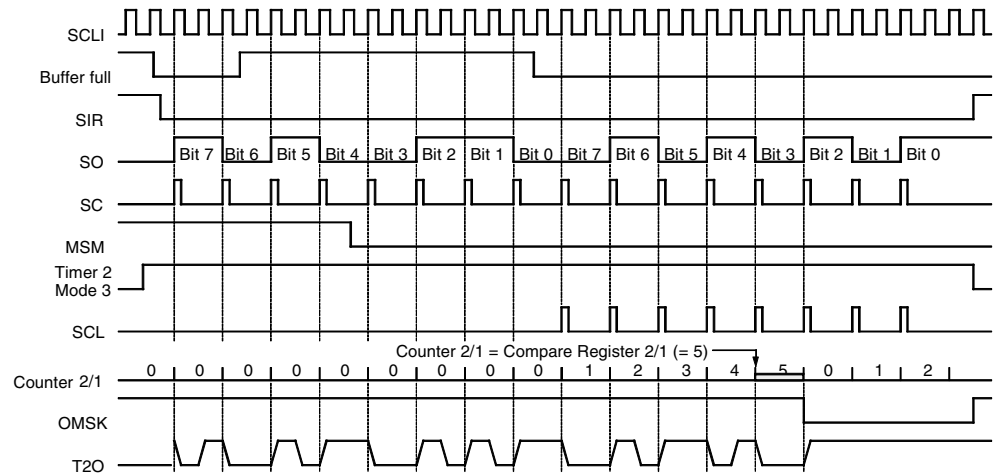 SCLI
Buffer full
SIR
SO
Bit 7 Bit 6 Bit 5 Bit 4 Bit 3 Bit 2 Bit 1 Bit 0 Bit 7 Bit 6 Bit 5 Bit 4 Bit 3 Bit 2 Bit 1 Bit 0
SC
MSM
Timer 2
Mode 3
SCL
Counter 2/1 = Compare Register 2/1 (= 5)
Counter 2/1
0 0 0 0 0 0 0 0 0 1 2 3 4 5 0 1 2
OMSK
T2O